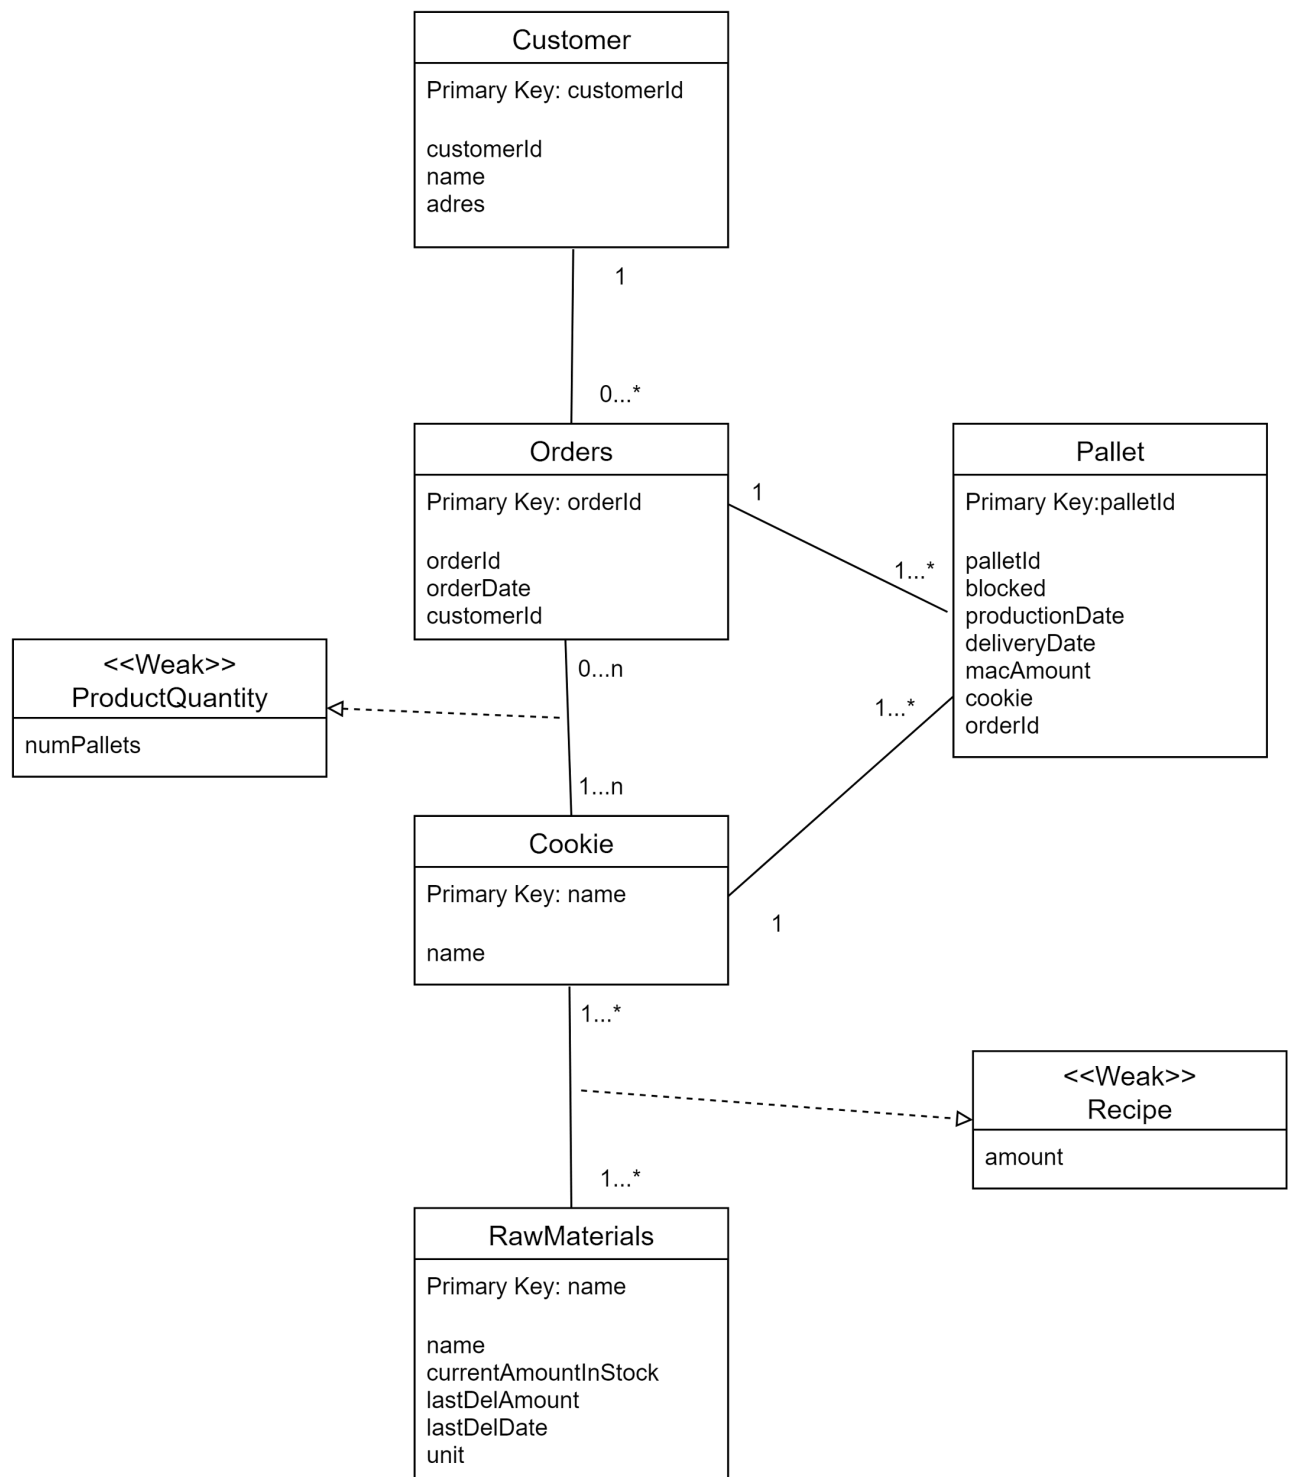 Customer
Primary Key: customerId
customerId
name
adres
1
0...*
Orders
Primary Key: orderId
orderId
orderDate
customerId
1
1...*
Pallet
Primary Key:palletId
palletId
blocked
productionDate
deliveryDate
macAmount
cookie
orderId
<<Weak>>
ProductQuantity
numPallets
0...n
1...n
1...*
1
Cookie
Primary Key: name
name
1...*
1...*
<<Weak>>
Recipe
amount
RawMaterials
Primary Key: name
name
currentAmountInStock
lastDelAmount
lastDelDate
unit